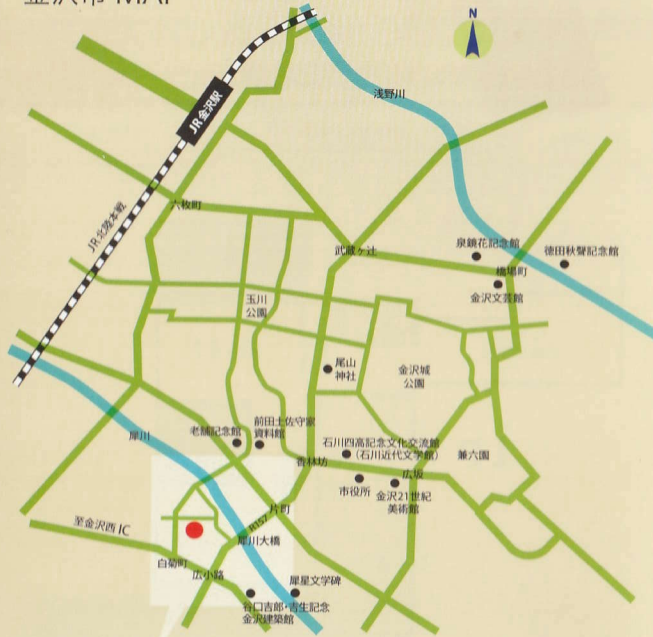 金沢市 MAP
N
JR金沢駅
浅野川
JR北陸本戦
六枚町
武蔵ヶ辻
泉鏡花記念館
徳田秋聲記念館
橋場町
金沢文芸館
玉川
公園
尾山
神社
金沢城
公園
犀川
老舗記念館
前田土佐守家
資料館
石川四高記念文化交流館
（石川近代文学館）
香林坊
広坂
兼六園
市役所
金沢21世紀
美術館
片町
R157
至金沢西IC
犀川大橋
白菊町
広小路
犀星文学碑
谷口吉郎・吉生記念
金沢建築館